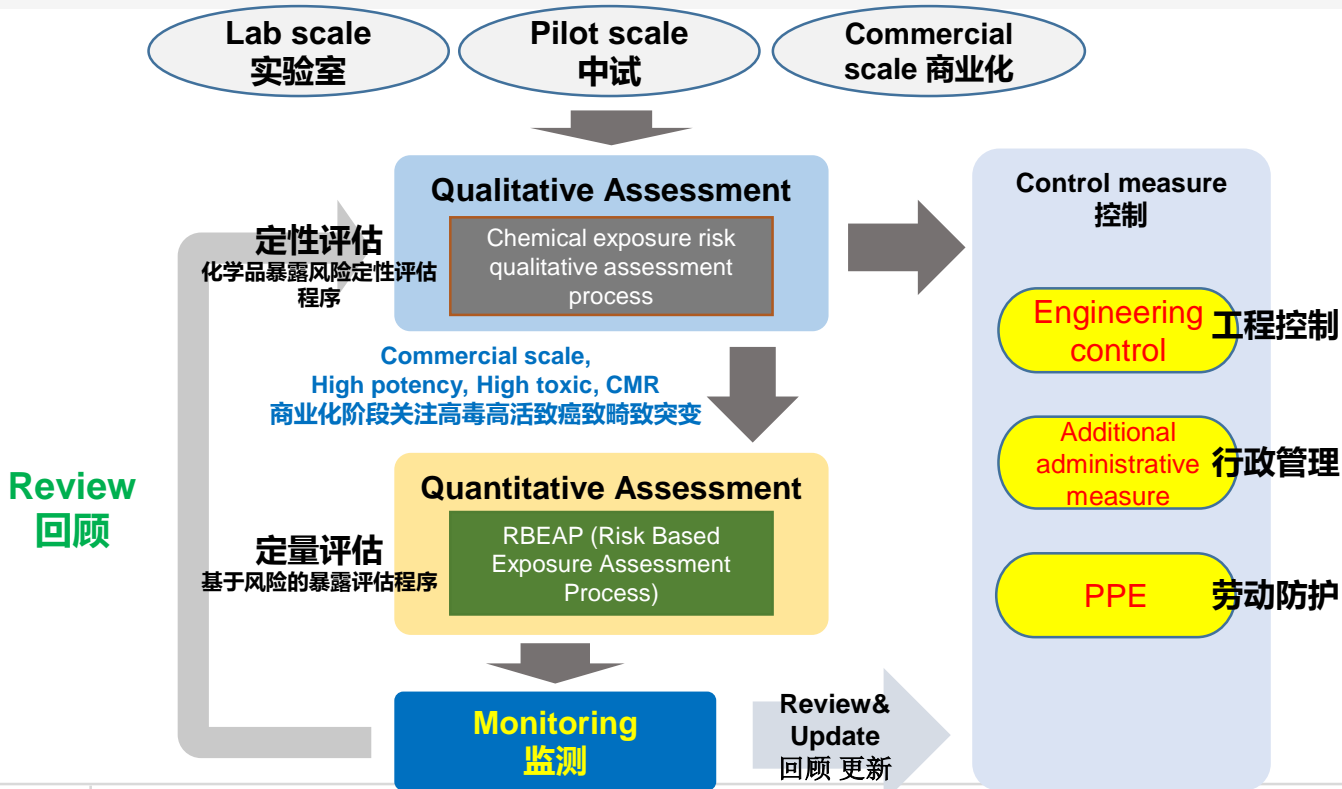 Lab scale
实验室
Pilot scale
中试
Commercial
scale 商业化
Qualitative Assessment
Chemical exposure risk
qualitative assessment
process
定性评估
化学品暴露风险定性评估
程序
Commercial scale,
High potency, High toxic, CMR
商业化阶段关注高毒高活致癌致畸致突变
Quantitative Assessment
RBEAP (Risk Based
Exposure Assessment
Process)
定量评估
基于风险的暴露评估程序
Review
回顾
Monitoring
监测
Review&
Update
回顾 更新
Control measure
控制
Engineering
control
工程控制
Additional
administrative
measure
行政管理
PPE
劳动防护